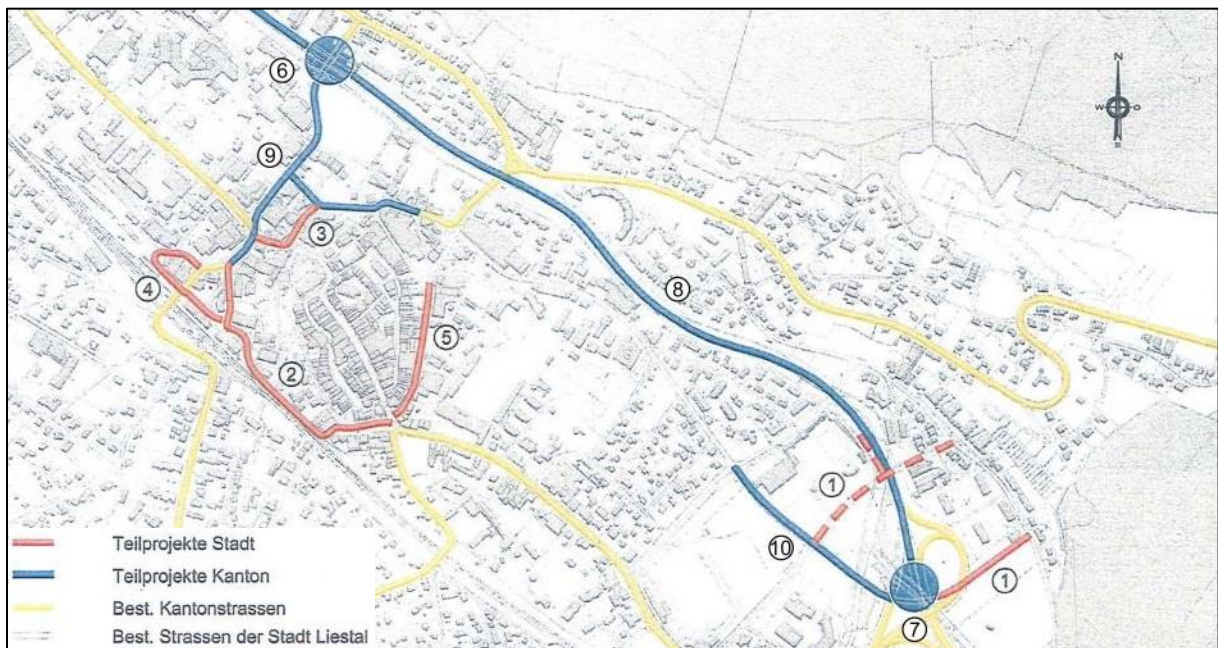 6
N
W O
S
9
3
4
8
5
2
1
10
1
7
Teilprojekte Stadt
Teilprojekte Kanton
Best. Kantonstrassen
Best. Strassen der Stadt Liestal